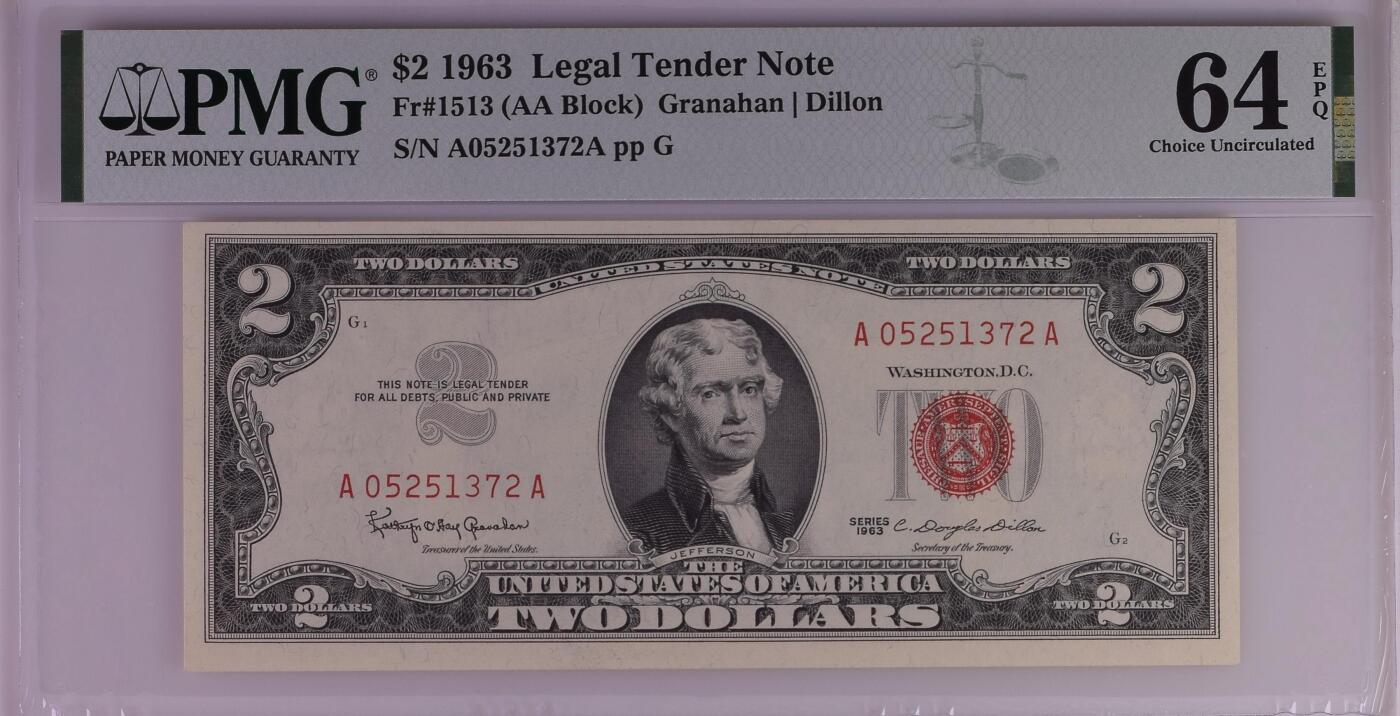 PMG®
PAPER MONEY GUARANTY
$2 1963 Legal Tender Note
Fr#1513 (AA Block) Granahan | Dillon
S/N A05251372A pp G
64
EPQ
Choice Uncirculated
2
TWO DOLLARS
UNITED STATES NOTE
TWO DOLLARS
2
G1
A 05251372 A
WASHINGTON, D.C.
2
THIS NOTE IS LEGAL TENDER
FOR ALL DEBTS, PUBLIC AND PRIVATE
TWO
A 05251372 A
Kathryn O'Hay Granahan
Treasurer of the United States.
SERIES
1963
C. Douglas Dillon
Secretary of the Treasury.
G2
JEFFERSON
THE
UNITED STATES OF AMERICA
TWO DOLLARS
2
TWO DOLLARS
2
TWO DOLLARS